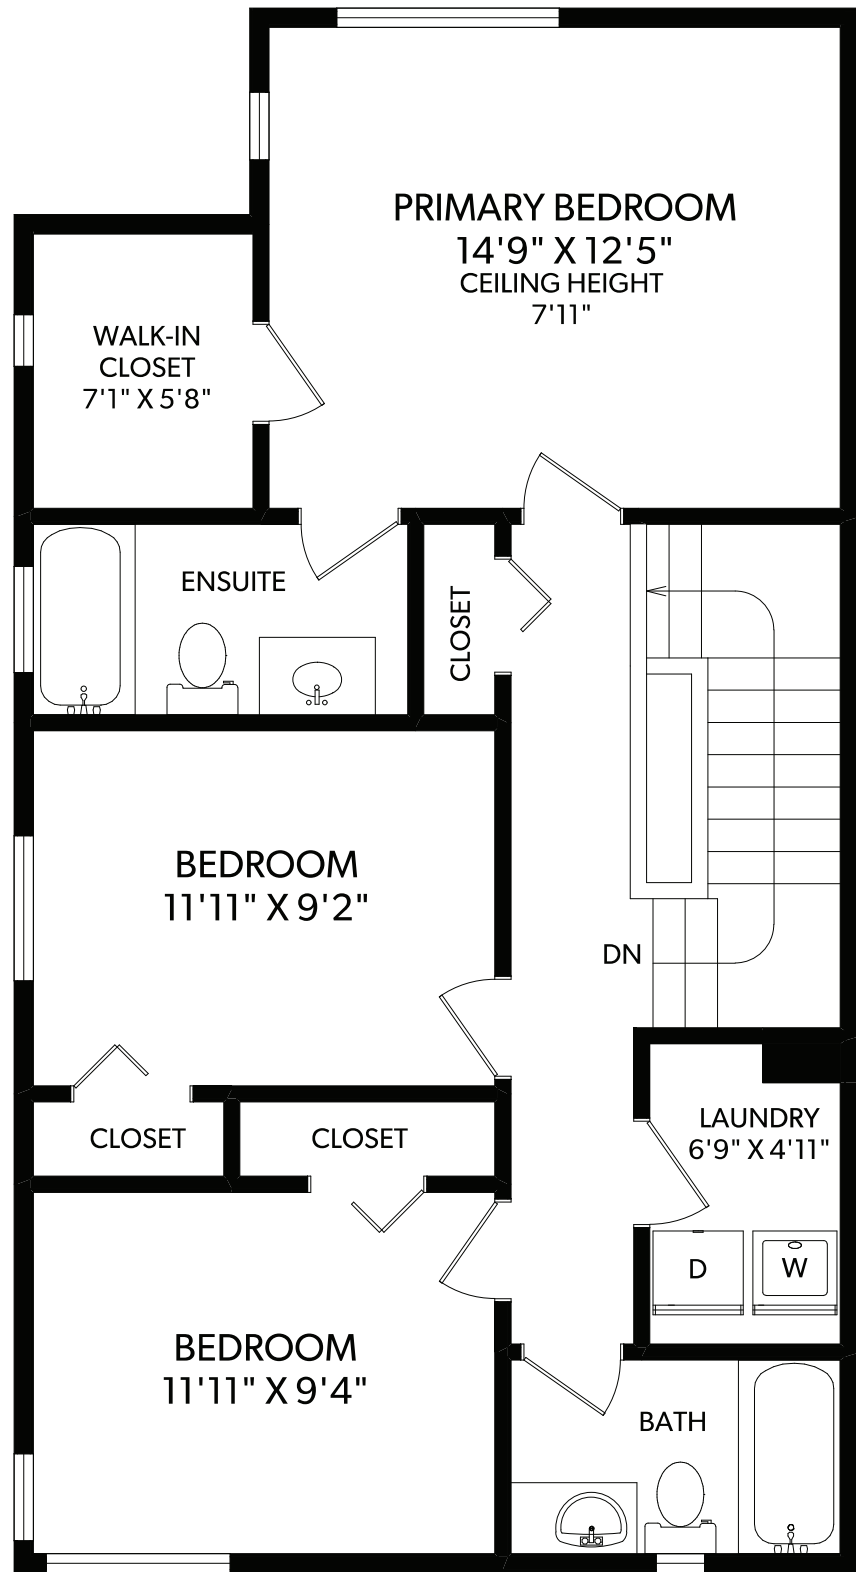 PRIMARY BEDROOM
14'9" X 12'5"
CEILING HEIGHT
7'11"
WALK-IN
CLOSET
7'1" X 5'8"
ENSUITE
CLOSET
BEDROOM
11'11" X 9'2"
DN
CLOSET
CLOSET
LAUNDRY
6'9" X 4'11"
D
W
BEDROOM
11'11" X 9'4"
BATH